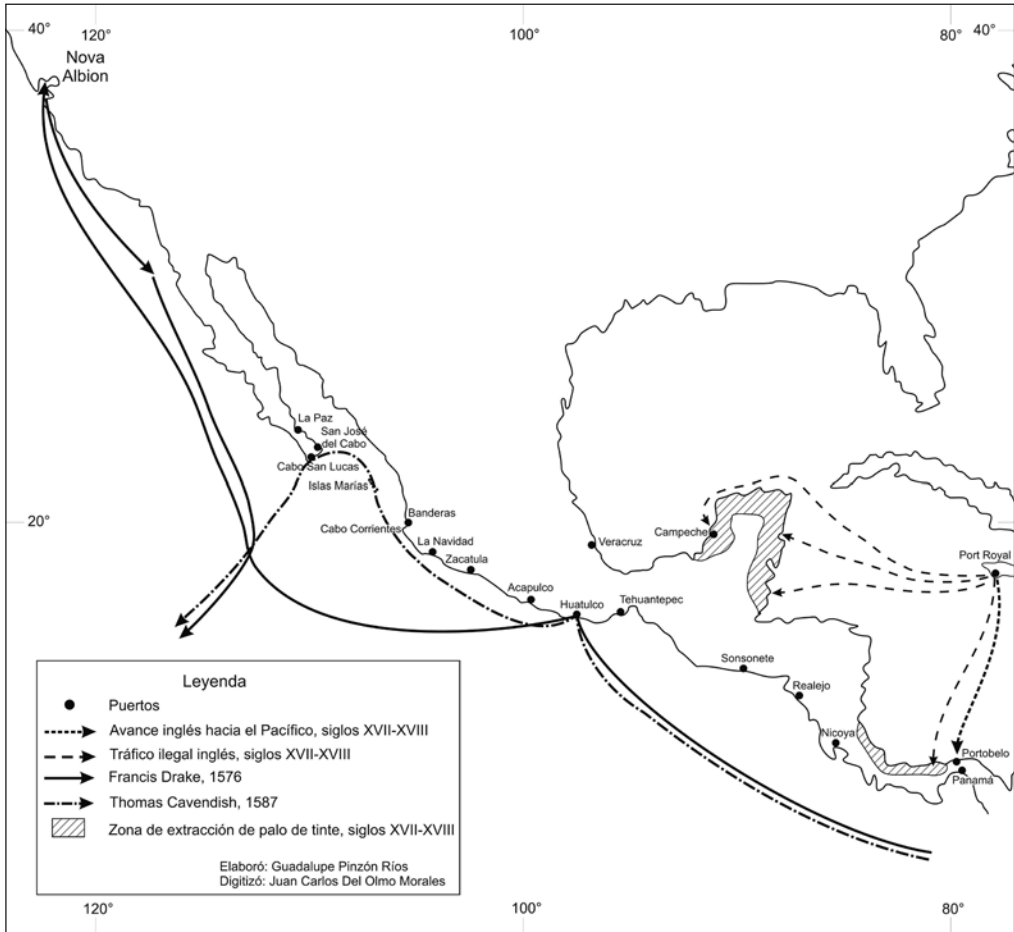 120°
100°
80°
40°
40°
Nova
Albion
La Paz
San José
del Cabo
Cabo San Lucas
Islas Marías
20°
20°
Banderas
Cabo Corrientes
La Navidad
Zacatula
Acapulco
Huatulco
Tehuantepec
Veracruz
Campeche
Port Royal
Sonsonete
Realejo
Nicoya
Portobelo
Panamá
Leyenda
Puertos
Avance inglés hacia el Pacífico, siglos XVII-XVIII
Tráfico ilegal inglés, siglos XVII-XVIII
Francis Drake, 1576
Thomas Cavendish, 1587
Zona de extracción de palo de tinte, siglos XVII-XVIII
Elaboró: Guadalupe Pinzón Ríos
Digitizó: Juan Carlos Del Olmo Morales
120°
100°
80°